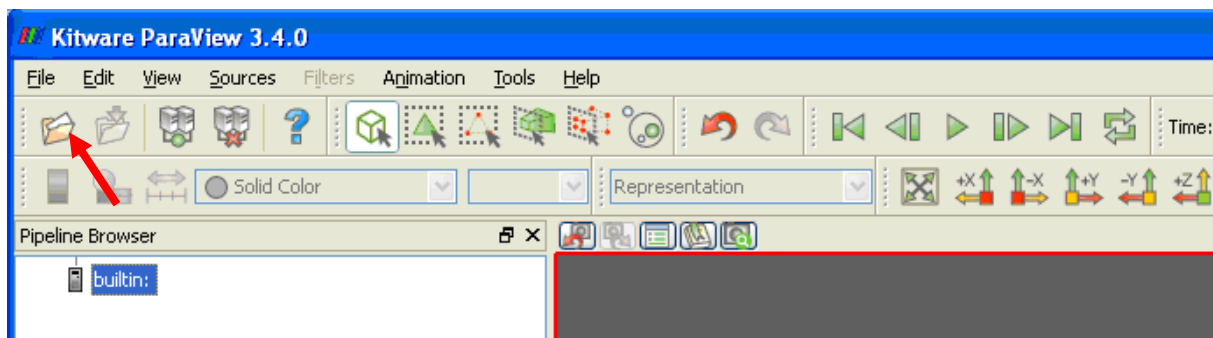 Kitware ParaView 3.4.0
File Edit View Sources Filters Animation Tools Help
? Time:
Solid Color Representation +X -X +Y -Y +Z
Pipeline Browser
builtin: